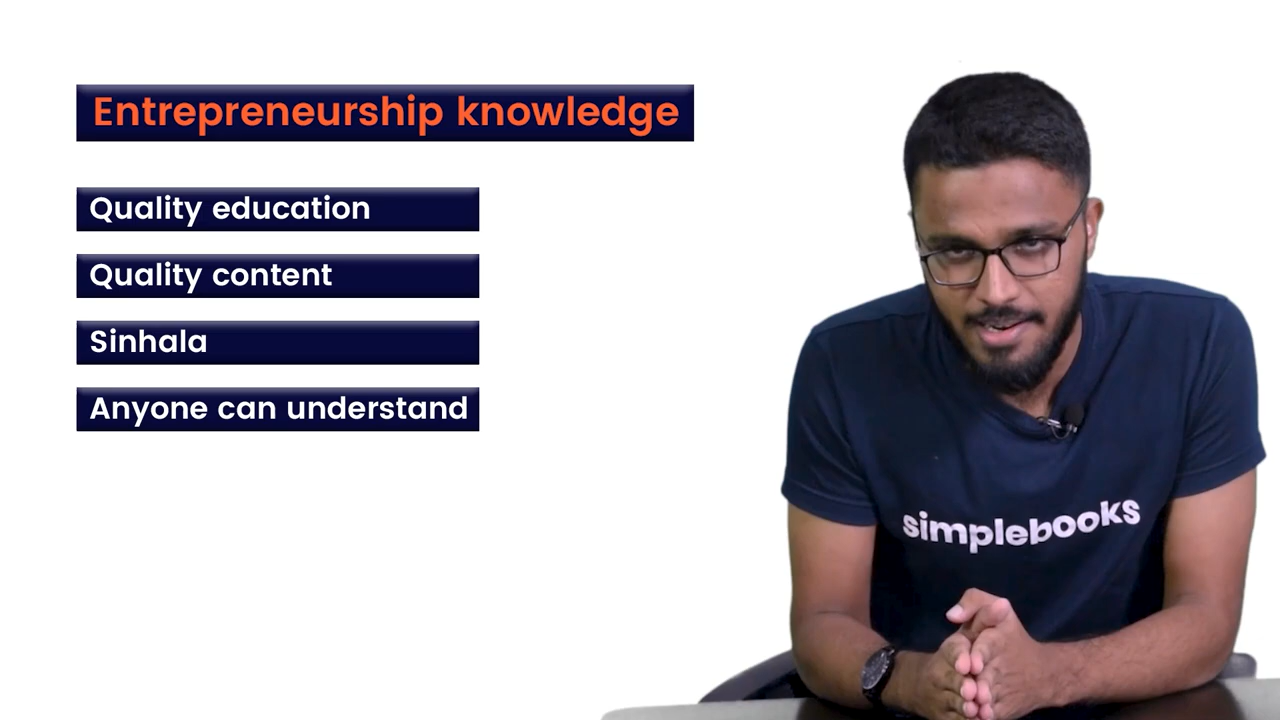 Entrepreneurship knowledge
Quality education
Quality content
Sinhala
Anyone can understand
simplebooks